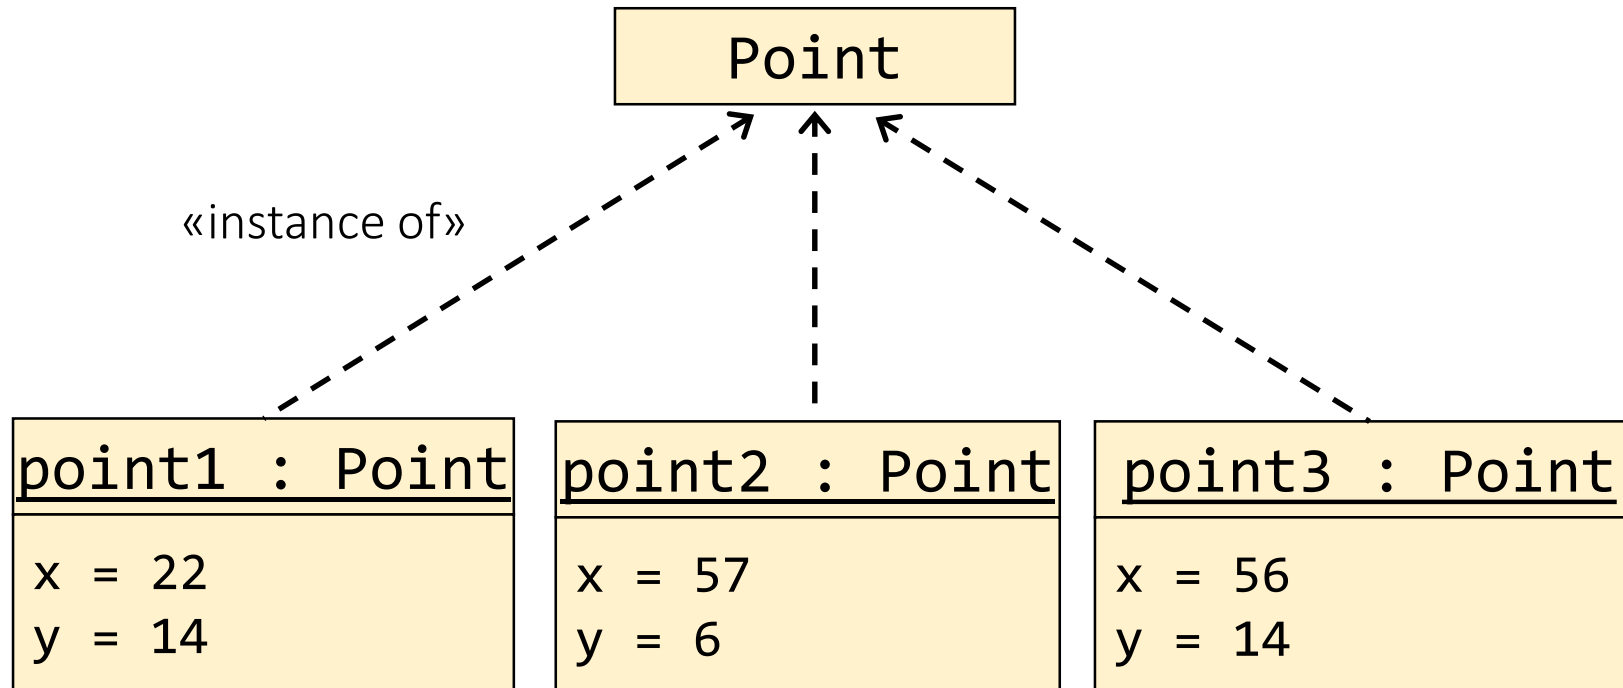 Point
«instance of»
point1 : Point
x = 22
y = 14
point2 : Point
x = 57
y = 6
point3 : Point
x = 56
y = 14